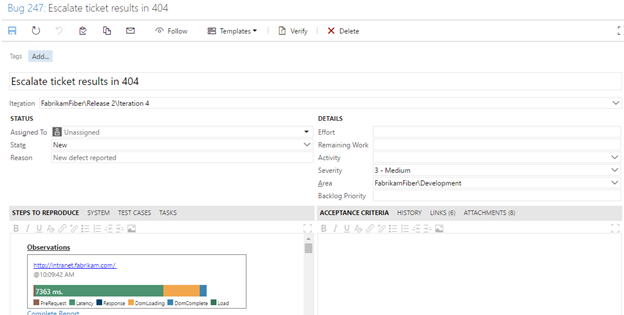 Bug 247: Escalate ticket results in 404
Follow Templates Verify Delete
Tags Add...
Escalate ticket results in 404
Iteration FabrikamFiber\Release 2\Iteration 4
STATUS
Assigned To Unassigned
State New
Reason New defect reported
DETAILS
Effort
Remaining Work
Activity
Severity 3 - Medium
Area FabrikamFiber\Development
Backlog Priority
STEPS TO REPRODUCE SYSTEM TEST CASES TASKS
B I U
Observations
http://intranet.fabrikam.com/
@10:09:42 AM
7363 ms.
PreRequest Latency Response DomLoading DomComplete Load
Complete Report
ACCEPTANCE CRITERIA HISTORY LINKS (6) ATTACHMENTS (8)
B I U